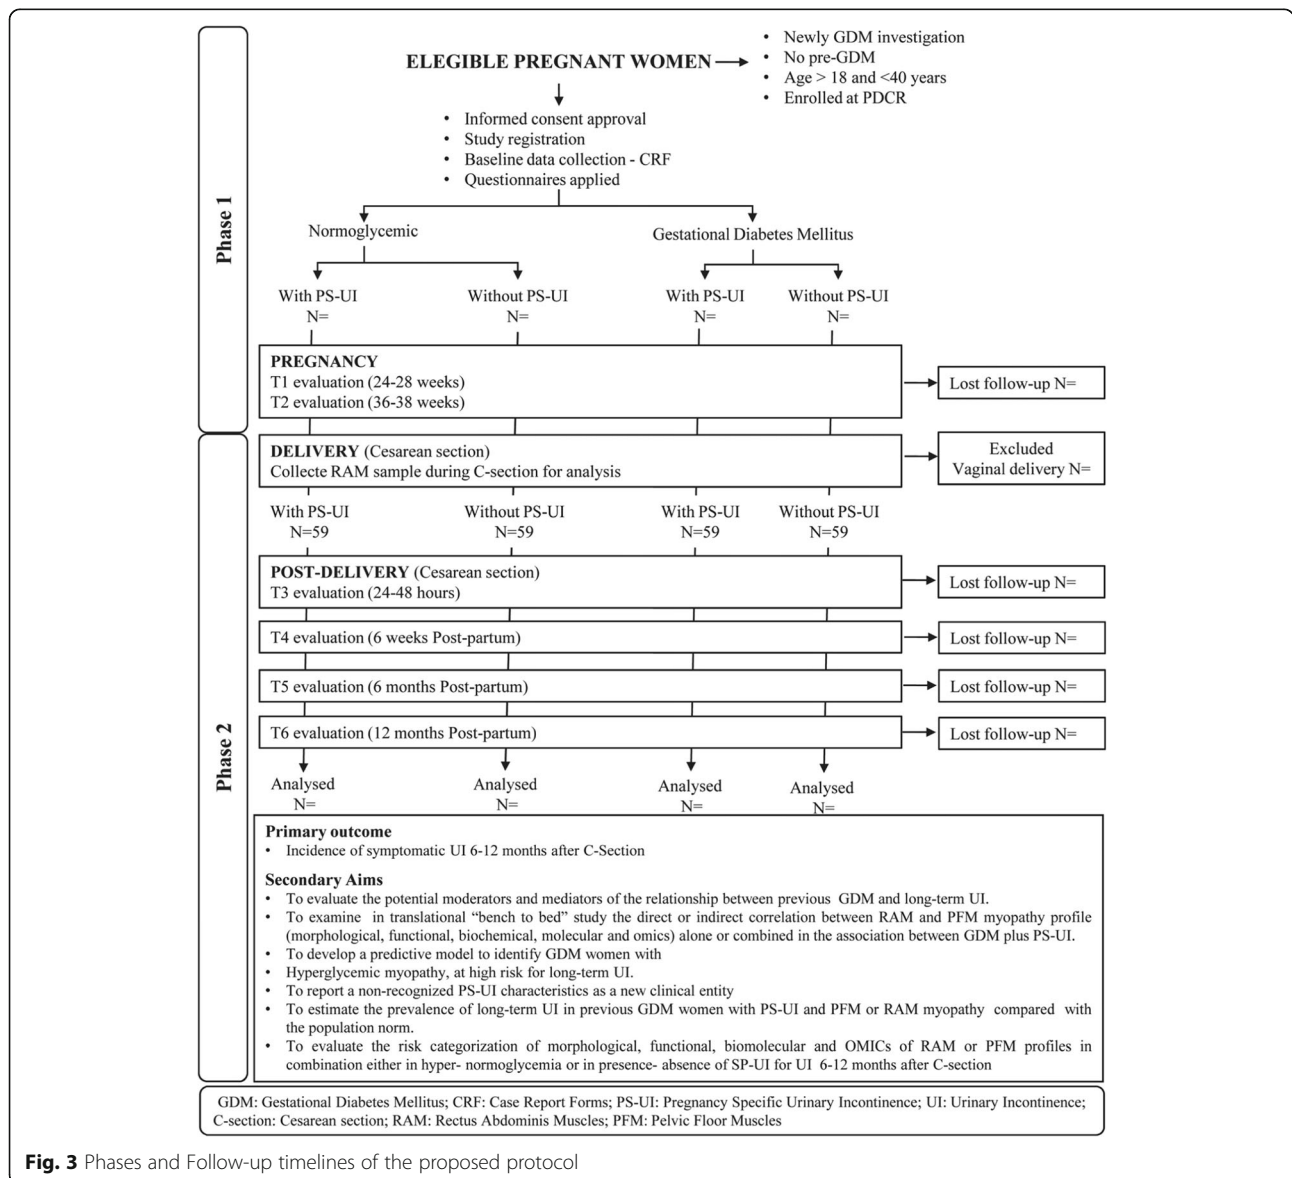 Phase 1
ELEGIBLE PREGNANT WOMEN
• Newly GDM investigation
• No pre-GDM
• Age > 18 and <40 years
• Enrolled at PDCR
• Informed consent approval
• Study registration
• Baseline data collection - CRF
• Questionnaires applied
Normoglycemic
Gestational Diabetes Mellitus
With PS-UI
N=
Without PS-UI
N=
With PS-UI
N=
Without PS-UI
N=
PREGNANCY
T1 evaluation (24-28 weeks)
T2 evaluation (36-38 weeks)
Lost follow-up N=
Phase 2
DELIVERY (Cesarean section)
Collecte RAM sample during C-section for analysis
Excluded
Vaginal delivery N=
With PS-UI
N=59
Without PS-UI
N=59
With PS-UI
N=59
Without PS-UI
N=59
POST-DELIVERY (Cesarean section)
T3 evaluation (24-48 hours)
Lost follow-up N=
T4 evaluation (6 weeks Post-partum)
Lost follow-up N=
T5 evaluation (6 months Post-partum)
Lost follow-up N=
T6 evaluation (12 months Post-partum)
Lost follow-up N=
Analysed
N=
Analysed
N=
Analysed
N=
Analysed
N=
Primary outcome
• Incidence of symptomatic UI 6-12 months after C-Section
Secondary Aims
• To evaluate the potential moderators and mediators of the relationship between previous GDM and long-term UI.
• To examine in translational “bench to bed” study the direct or indirect correlation between RAM and PFM myopathy profile
(morphological, functional, biochemical, molecular and omics) alone or combined in the association between GDM plus PS-UI.
• To develop a predictive model to identify GDM women with
• Hyperglycemic myopathy, at high risk for long-term UI.
• To report a non-recognized PS-UI characteristics as a new clinical entity
• To estimate the prevalence of long-term UI in previous GDM women with PS-UI and PFM or RAM myopathy compared with
the population norm.
• To evaluate the risk categorization of morphological, functional, biomolecular and OMICs of RAM or PFM profiles in
combination either in hyper- normoglycemia or in presence- absence of SP-UI for UI 6-12 months after C-section
GDM: Gestational Diabetes Mellitus; CRF: Case Report Forms; PS-UI: Pregnancy Specific Urinary Incontinence; UI: Urinary Incontinence;
C-section: Cesarean section; RAM: Rectus Abdominis Muscles; PFM: Pelvic Floor Muscles
Fig. 3 Phases and Follow-up timelines of the proposed protocol